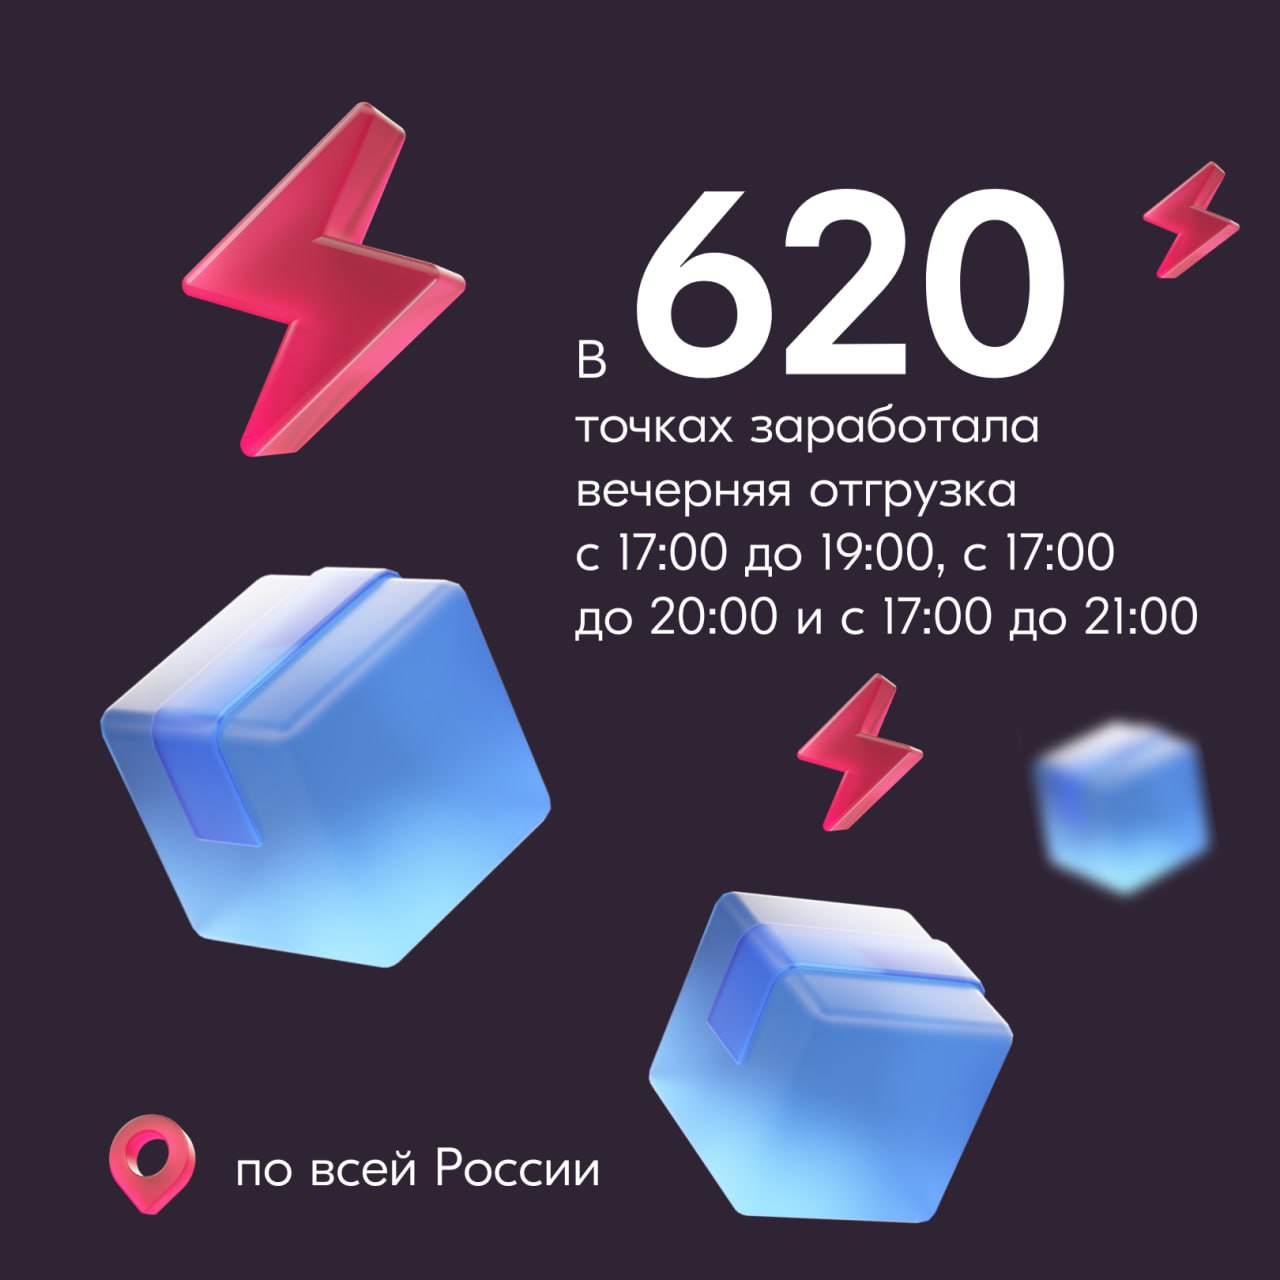 в 620
точках заработала
вечерняя отгрузка
с 17:00 до 19:00, с 17:00
до 20:00 и с 17:00 до 21:00
по всей России